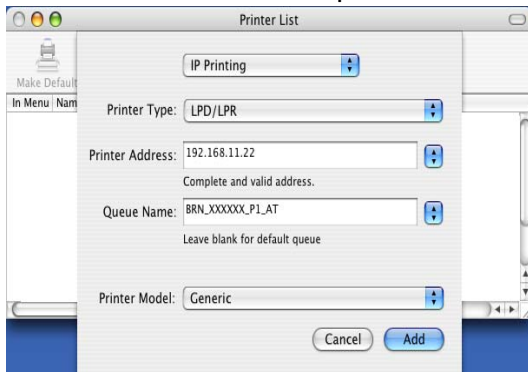 Printer List
IP Printing
Make Default
In Menu Nam
Printer Type: LPD/LPR
Printer Address: 192.168.11.22
Complete and valid address.
Queue Name: BRN_XXXXXX_P1_AT
Leave blank for default queue
Printer Model: Generic
Cancel Add